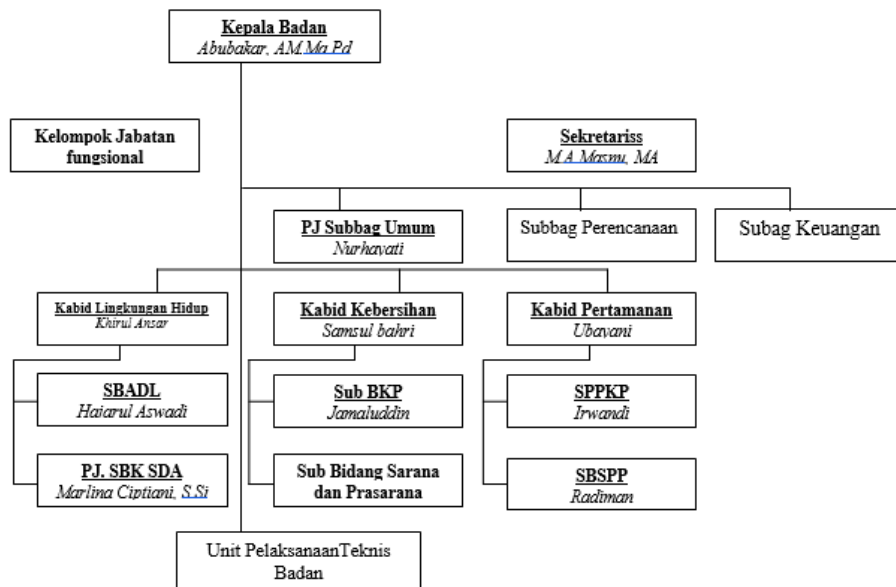 Kepala Badan
Abubakar, AM.Ma.Pd
Kelompok Jabatan
fungsional
Sekretariss
M.A.Masnu, MA
PJ Subbag Umum
Nurhayati
Subbag Perencanaan
Subag Keuangan
Kabid Lingkungan Hidup
Khirul Ansar
Kabid Kebersihan
Samsul bahri
Kabid Pertamanan
Ubayani
SBADL
Haiarul Aswadi
Sub BKP
Jamaluddin
SPPKP
Irwandi
PJ. SBK SDA
Marlina Ciptiani, S.Si
Sub Bidang Sarana
dan Prasarana
SBSPP
Radiman
Unit PelaksanaanTeknis
Badan